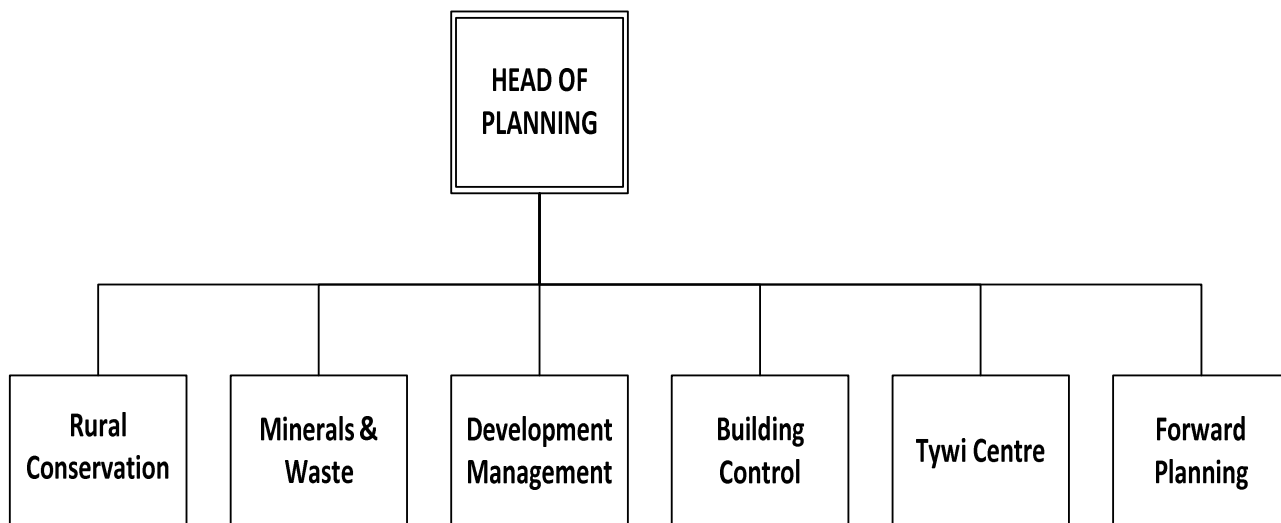 HEAD OF
PLANNING
Rural
Conservation
Minerals &
Waste
Development
Management
Building
Control
Tywi Centre
Forward
Planning